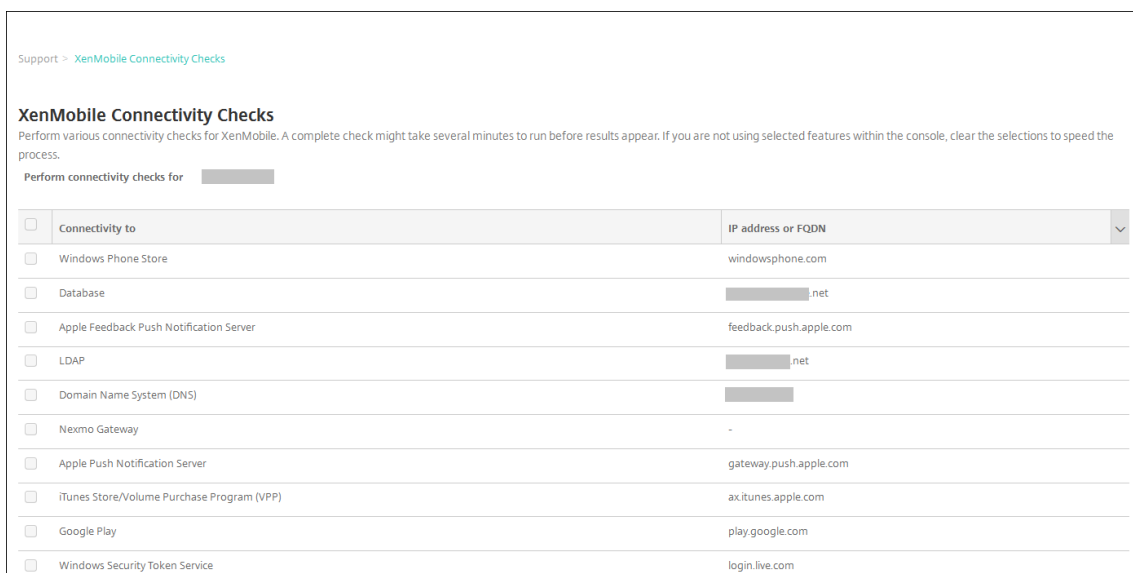 Support > XenMobile Connectivity Checks
XenMobile Connectivity Checks
Perform various connectivity checks for XenMobile. A complete check might take several minutes to run before results appear. If you are not using selected features within the console, clear the selections to speed the
process.
Perform connectivity checks for
Connectivity to IP address or FQDN
Windows Phone Store windowsphone.com
Database .net
Apple Feedback Push Notification Server feedback.push.apple.com
LDAP .net
Domain Name System (DNS)
Nexmo Gateway -
Apple Push Notification Server gateway.push.apple.com
iTunes Store/Volume Purchase Program (VPP) ax.itunes.apple.com
Google Play play.google.com
Windows Security Token Service login.live.com